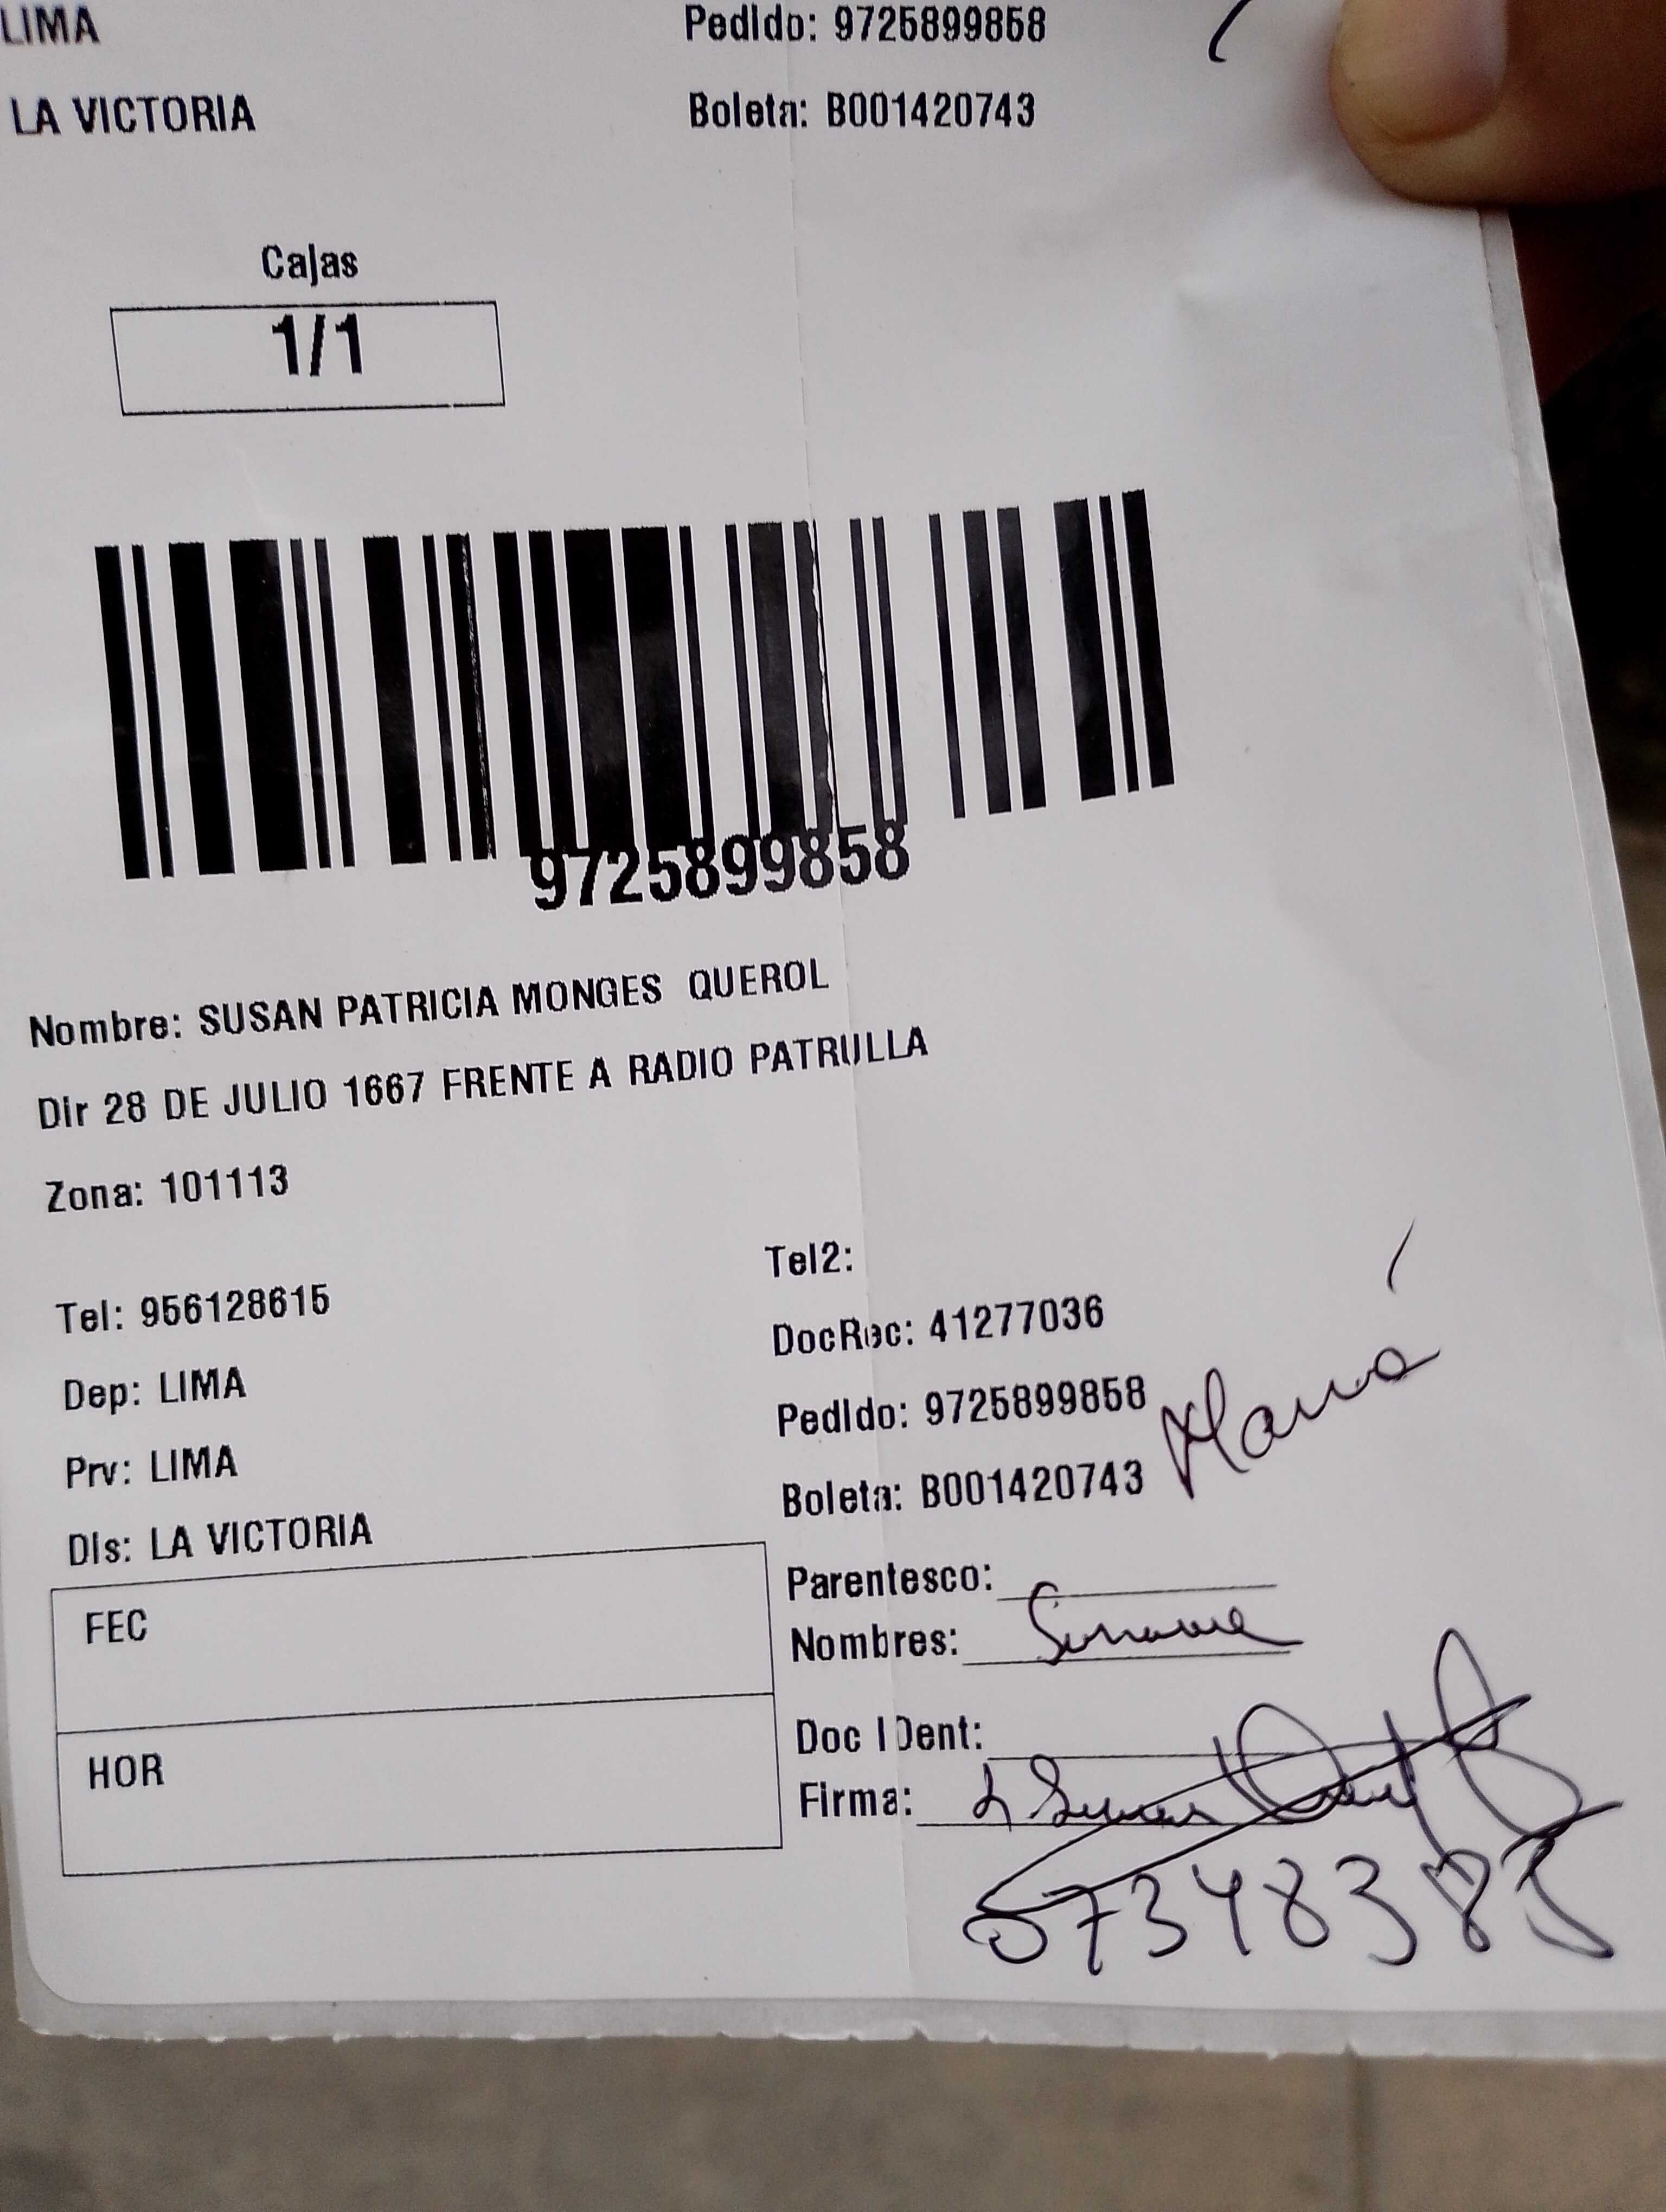 LIMA Pedido: 9725899858
LA VICTORIA Boleta: B001420743
Cajas
1/1
9725899858
Nombre: SUSAN PATRICIA MONGES QUEROL
Dir 28 DE JULIO 1667 FRENTE A RADIO PATRULLA
Zona: 101113
Tel2:
Tel: 956128615
DocRec: 41277036
Dep: LIMA
Pedido: 9725899858
Prv: LIMA
Mamá
Boleta: B001420743
Dis: LA VICTORIA
Parentesco:
FEC
Nombres:
Doc IDent:
HOR
Firma: